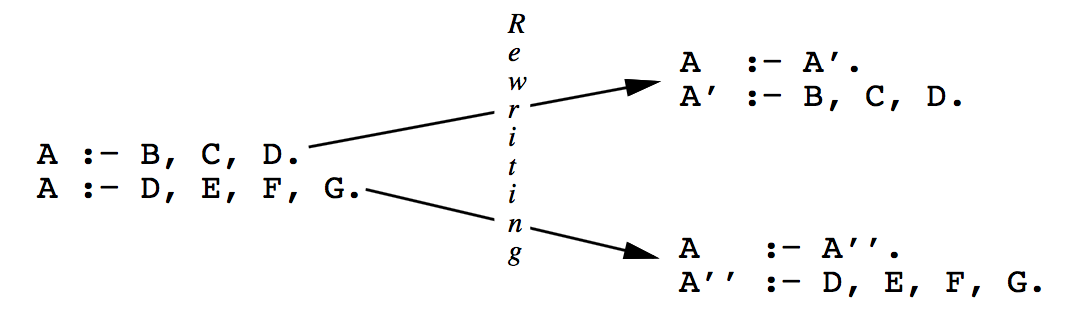 A :- B, C, D.
A :- D, E, F, G.
Rewriting
A :- A′.
A′ :- B, C, D.
A :- A′′.
A′′ :- D, E, F, G.